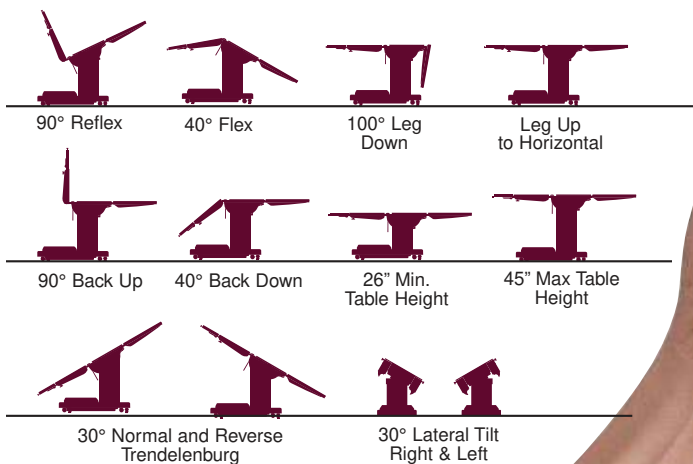 90° Reflex
40° Flex
100° Leg
Down
Leg Up
to Horizontal
90° Back Up
40° Back Down
26” Min.
Table Height
45” Max Table
Height
30° Normal and Reverse
Trendelenburg
30° Lateral Tilt
Right & Left